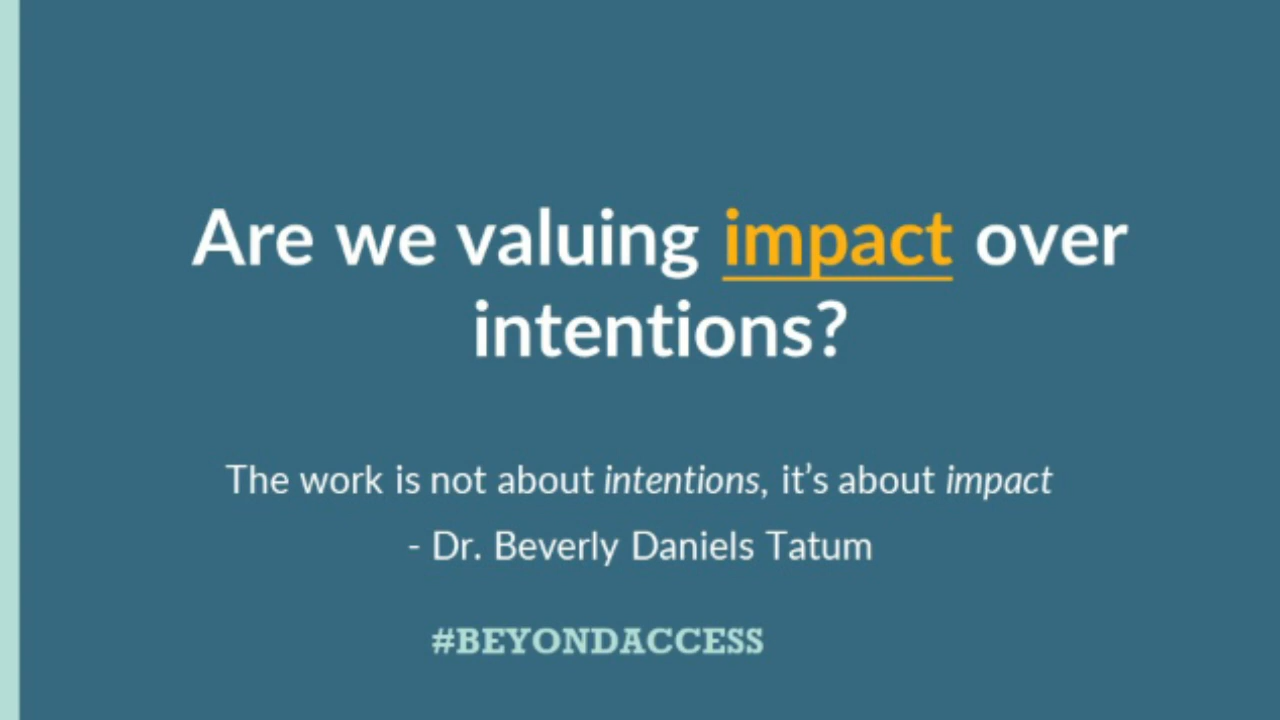 Are we valuing impact over
intentions?
The work is not about intentions, it’s about impact
- Dr. Beverly Daniels Tatum
#BEYONDACCESS